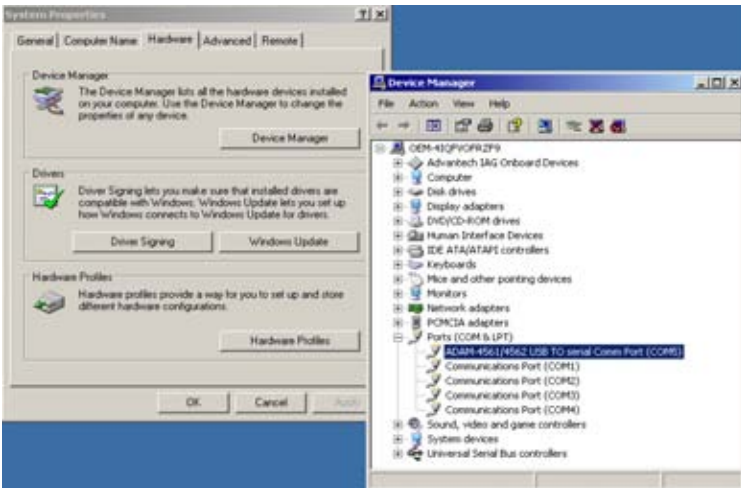 System Properties
General
Computer Name
Hardware
Advanced
Remote
Device Manager
The Device Manager lists all the hardware devices installed
on your computer. Use the Device Manager to change the
properties of any device.
Device Manager
Drivers
Driver Signing lets you make sure that installed drivers are
compatible with Windows. Windows Update lets you set up
how Windows connects to Windows Update for drivers.
Driver Signing
Windows Update
Hardware Profiles
Hardware profiles provide a way for you to set up and store
different hardware configurations.
Hardware Profiles
OK
Cancel
Apply
Device Manager
File
Action
View
Help
Advantech IAG Onboard Devices
Computer
Disk drives
Display adapters
DVD/CD-ROM drives
Human Interface Devices
IDE ATA/ATAPI controllers
Keyboards
Mice and other pointing devices
Monitors
Network adapters
PCMCIA adapters
Ports (COM & LPT)
ADAM-4561/4562 USB TO serial Comm Port (COM5)
Communications Port (COM1)
Communications Port (COM2)
Communications Port (COM3)
Communications Port (COM4)
Sound, video and game controllers
System devices
Universal Serial Bus controllers